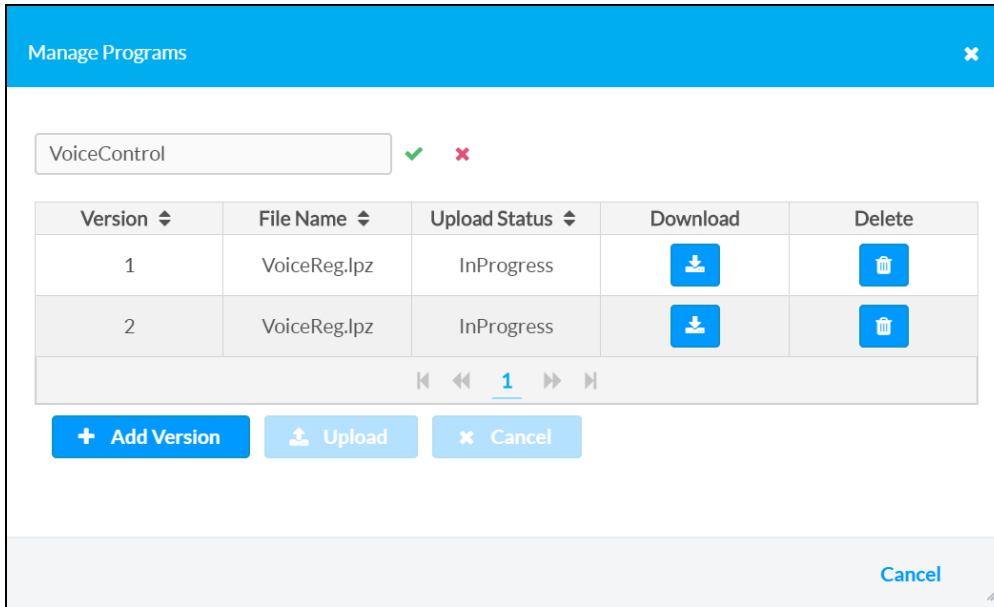 Manage Programs
VoiceControl
Version File Name Upload Status Download Delete
1 VoiceReg.lpz InProgress
2 VoiceReg.lpz InProgress
1
Add Version Upload Cancel
Cancel